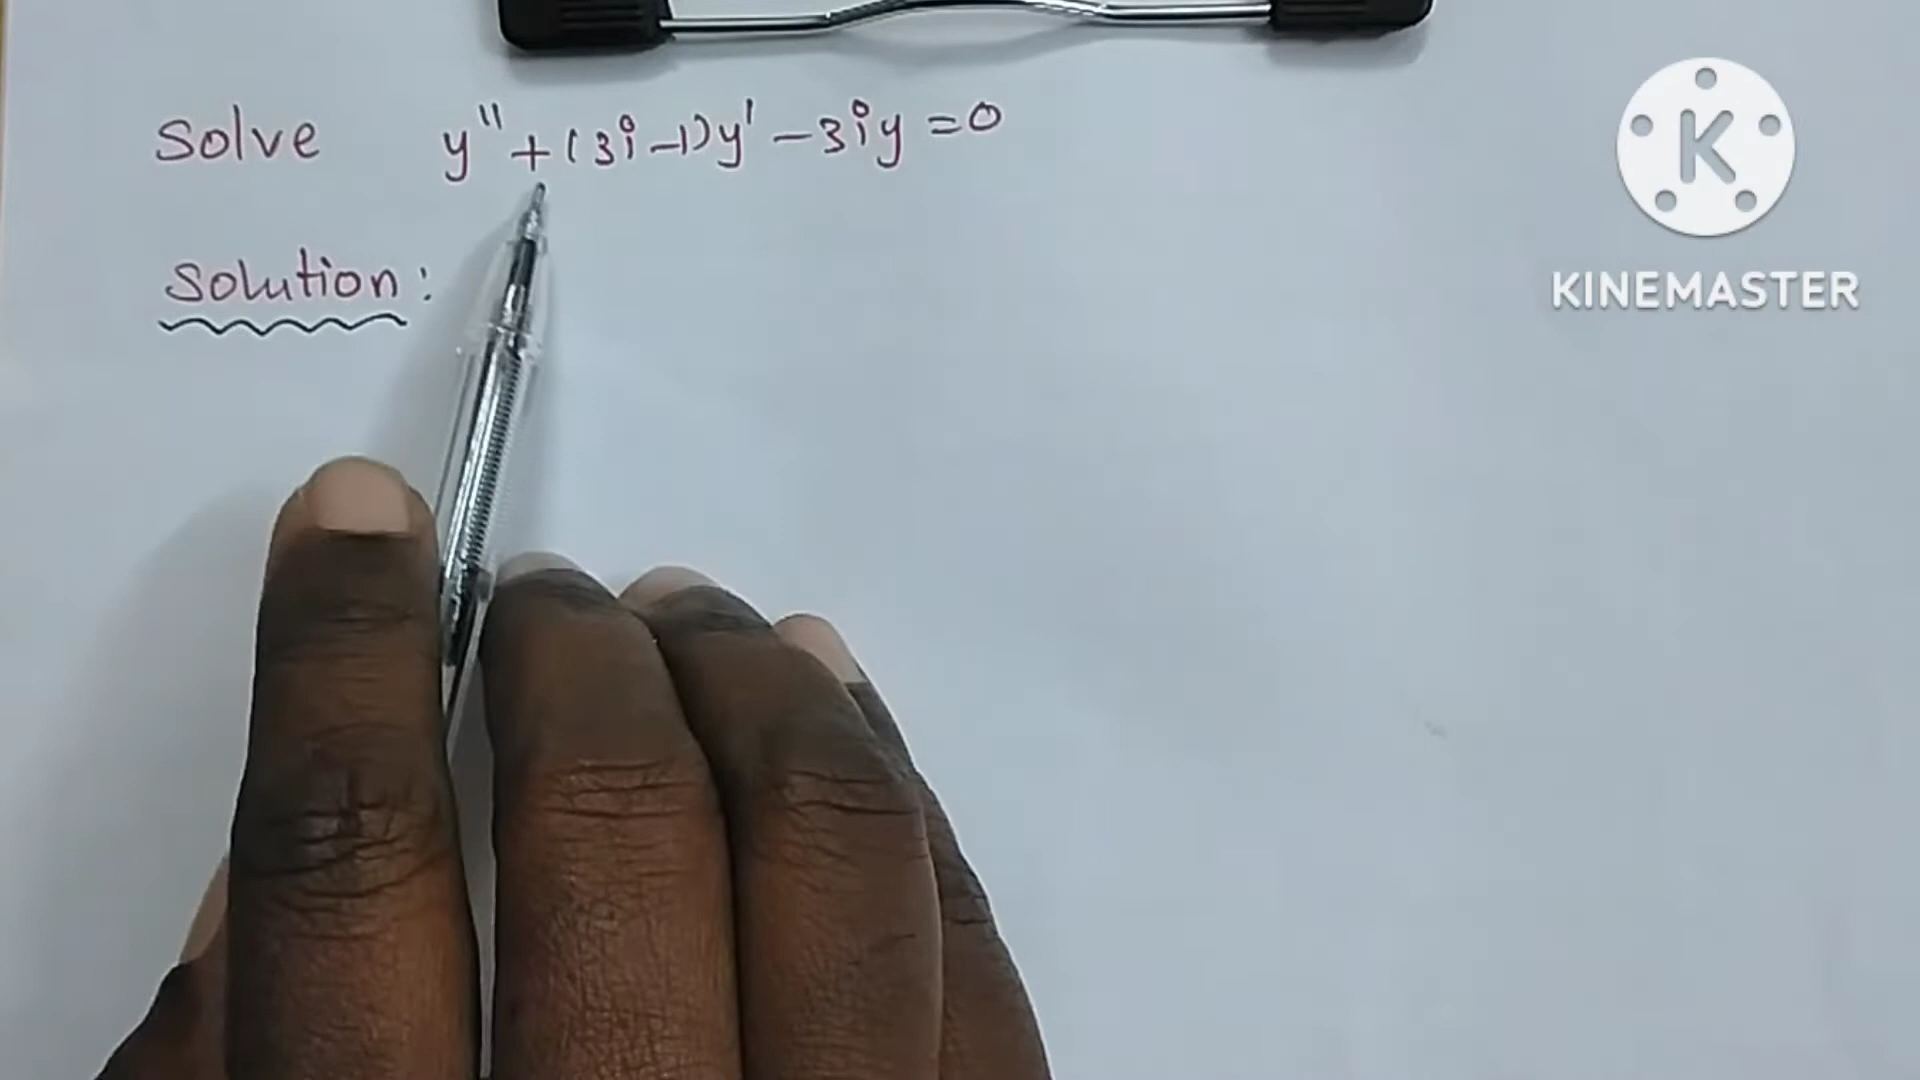 Solve y'' + (3i-1)y' - 3iy = 0
Solution:
K
KINEMASTER